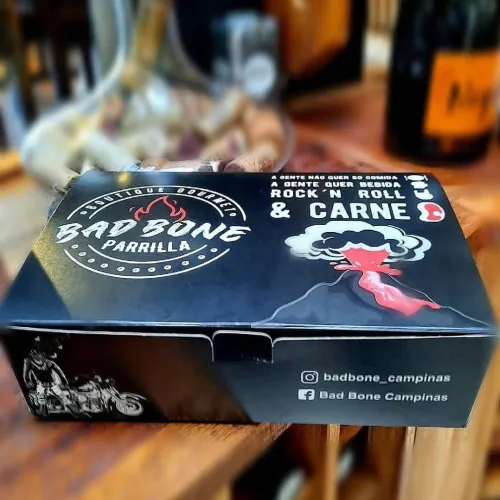 BOUTIQUE GOURMET
BAD BONE
PARRILLA
A GENTE NÃO QUER SÓ COMIDA
A GENTE QUER BEBIDA
ROCK'N ROLL
& CARNE
badbone_campinas
Bad Bone Campinas